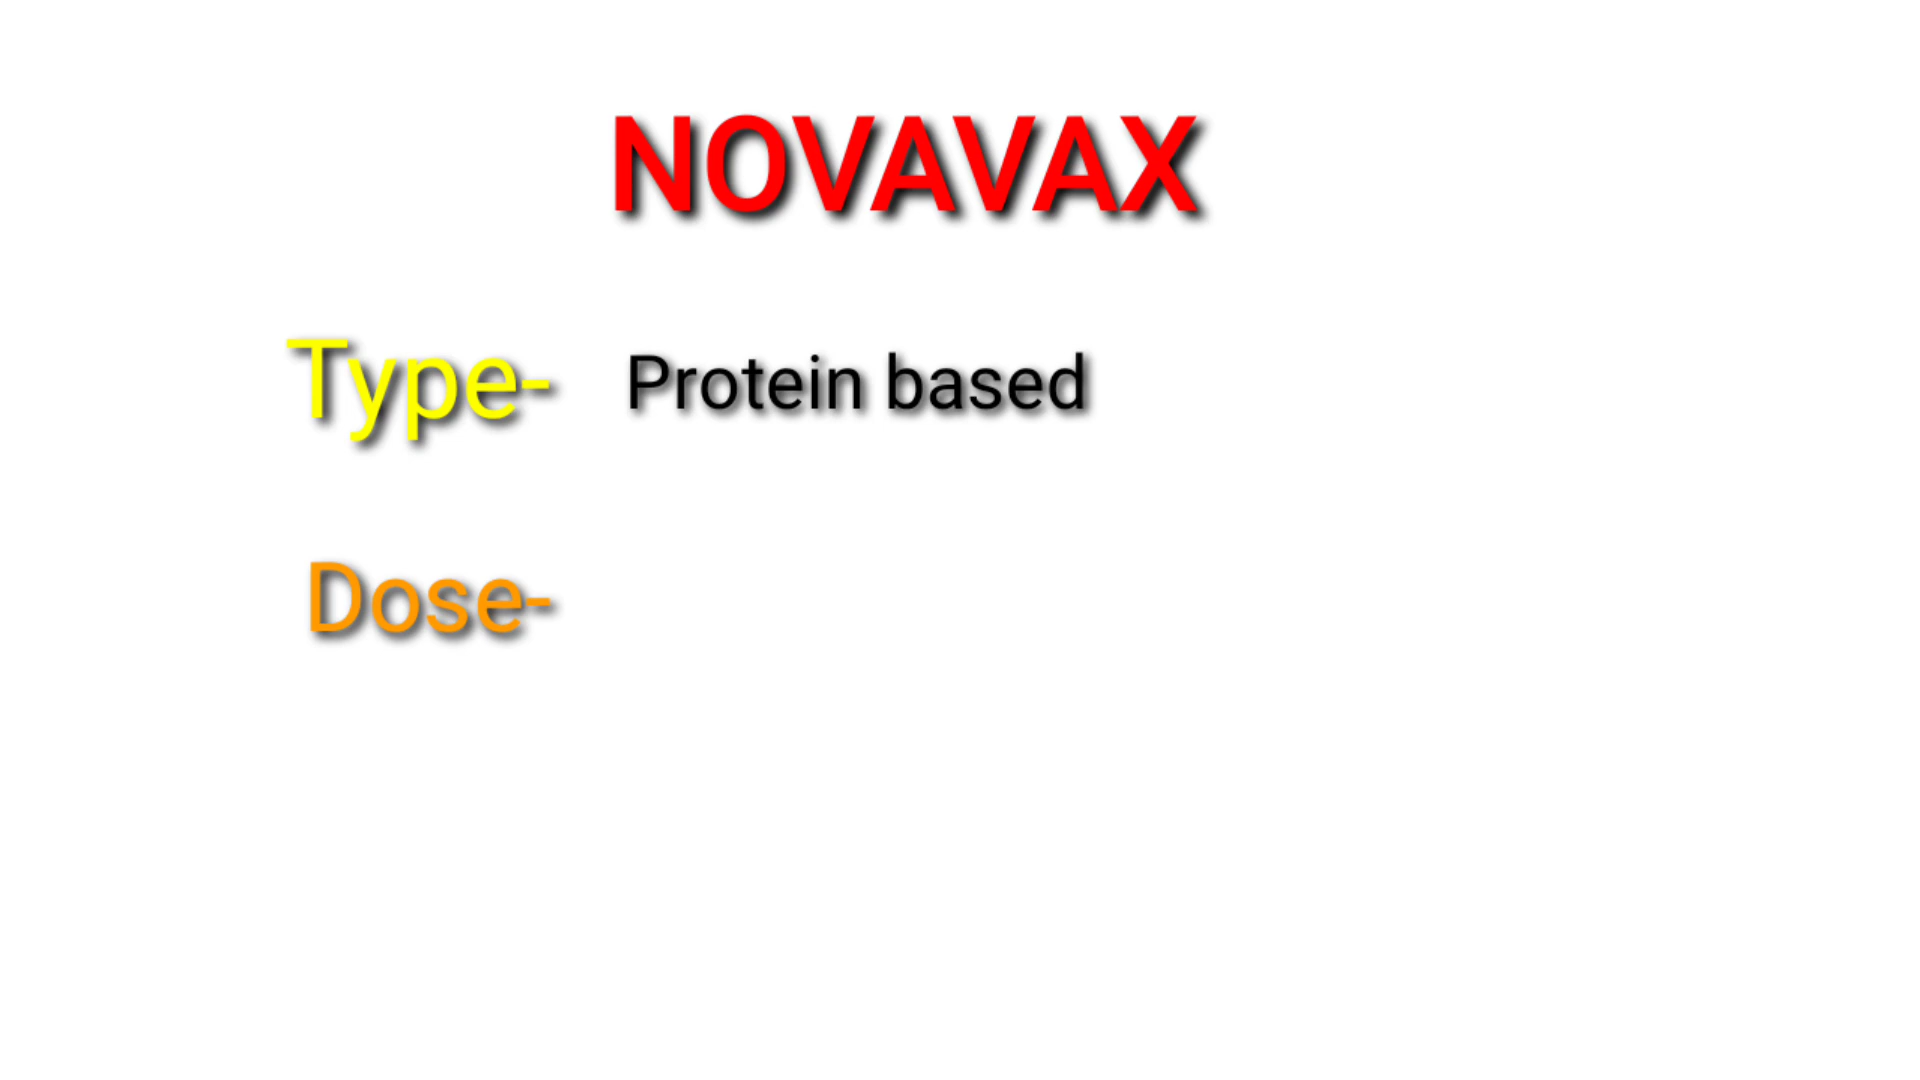 NOVAVAX
Type- Protein based
Dose-